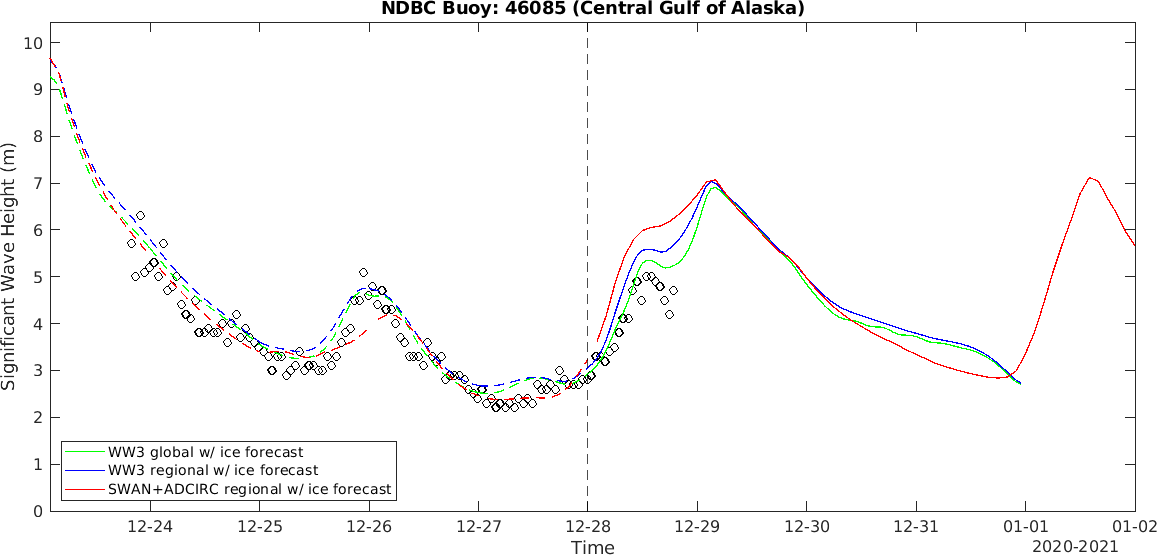 NDBC Buoy: 46085 (Central Gulf of Alaska)
Significant Wave Height (m)
10
9
8
7
6
5
4
3
2
1
0
WW3 global w/ ice forecast
WW3 regional w/ ice forecast
SWAN+ADCIRC regional w/ ice forecast
12-24 12-25 12-26 12-27 12-28 12-29 12-30 12-31 01-01 01-02
Time
2020-2021